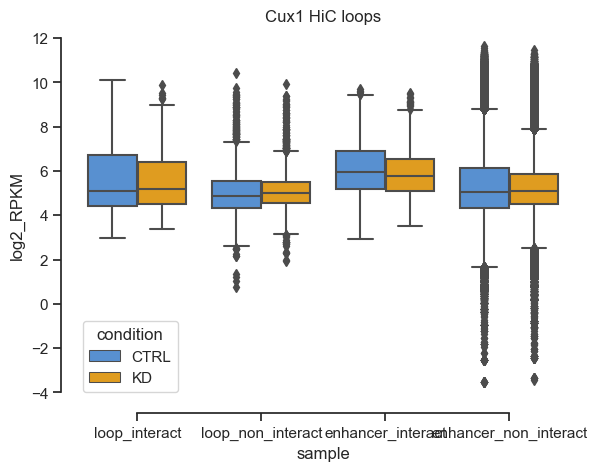 Cux1 HiC loops
log2_RPKM
12
10
8
6
4
2
0
−2
−4
condition
CTRL
KD
loop_interact loop_non_interact enhancer_interact enhancer_non_interact
sample